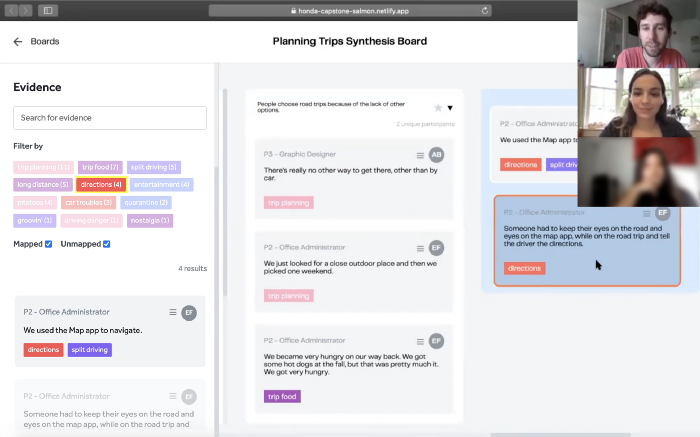 honda-capstone-salmon.netlify.app
Boards
Planning Trips Synthesis Board
Evidence
Search for evidence
Filter by
trip planning (11) trip food (7) split driving (5)
long distance (5) directions (4) entertainment (4)
car troubles (3) quarantine (2)
groovin' (1) driving danger (1) nostalgia (1)
Mapped Unmapped
4 results
P2 - Office Administrator EF
We used the Map app to navigate.
directions split driving
P2 - Office Administrator EF
Someone had to keep their eyes on the road and
eyes on the map app, while on the road trip and
People choose road trips because of the lack of other
options.
2 unique participants
P3 - Graphic Designer AB
There's really no other way to get there, other than by
car.
trip planning
P2 - Office Administrator EF
We just looked for a close outdoor place and then we
picked one weekend.
trip planning
P2 - Office Administrator EF
We became very hungry on our way back. We got
some hot dogs at the fall, but that was pretty much it.
We got very hungry.
trip food
P2 - Office Administrator
We used the Map app to
directions split
P2 - Office Administrator EF
Someone had to keep their eyes on the road and
eyes on the map app, while on the road trip and tell
the driver the directions.
directions